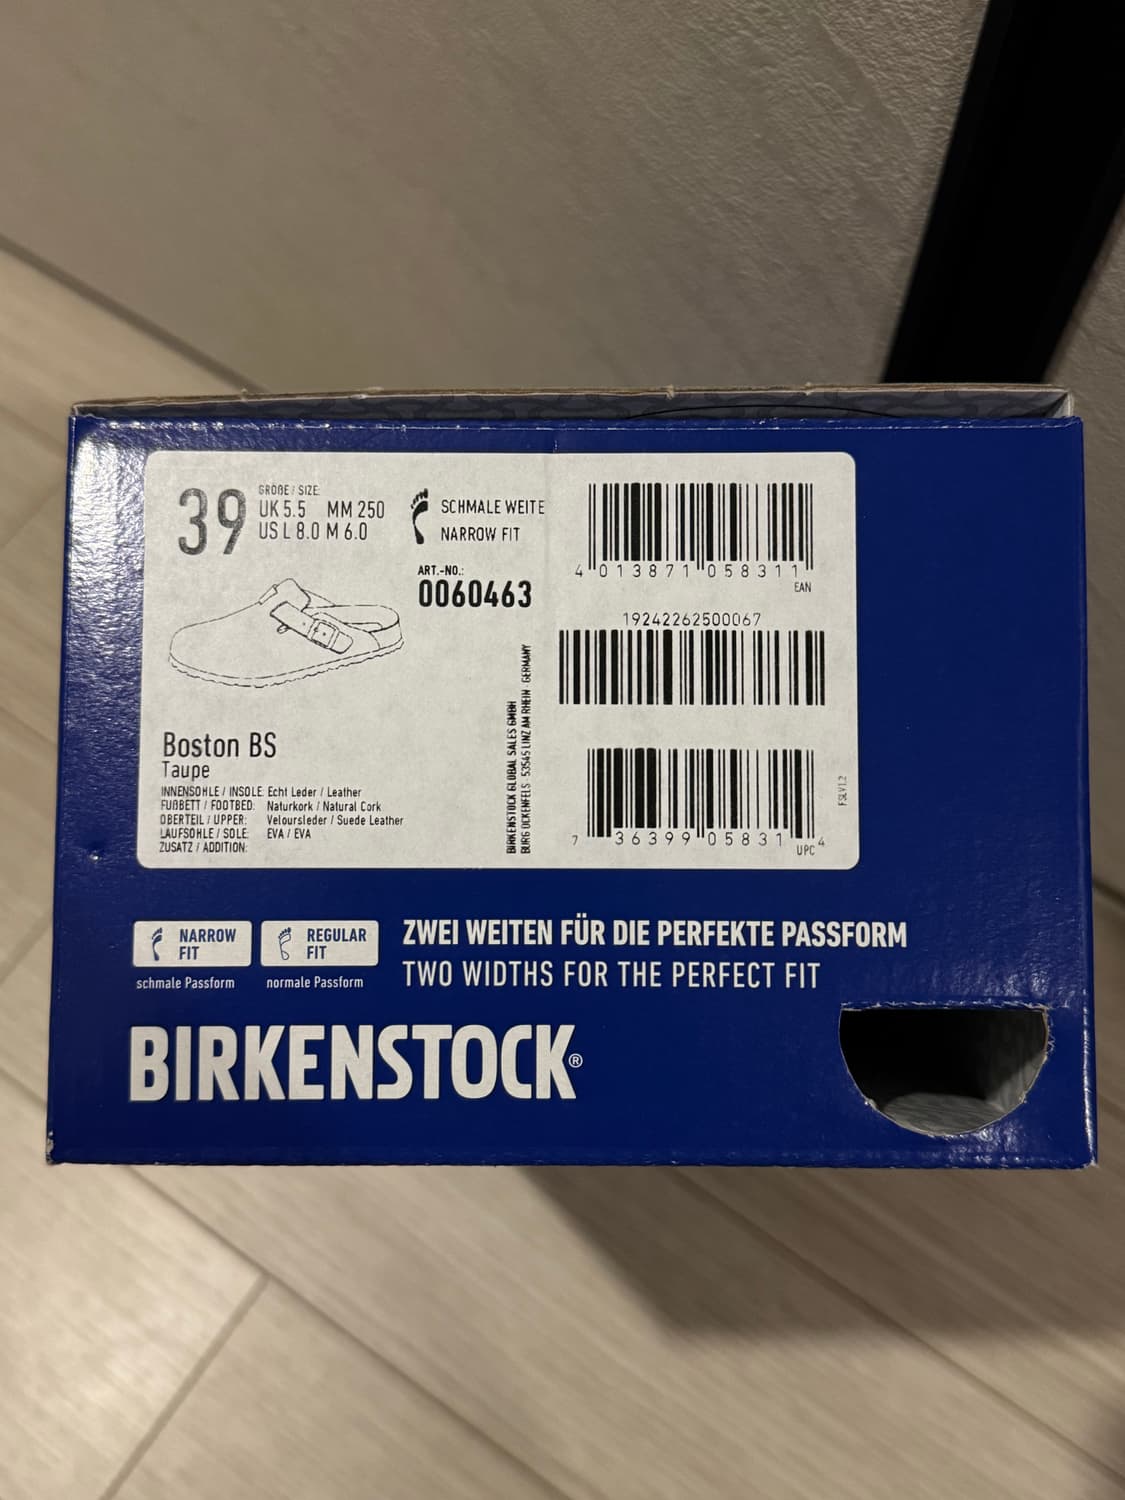 39
GRÖßE / SIZE:
UK 5.5 MM 250
US L 8.0 M 6.0
SCHMALE WEITE
NARROW FIT
ART.-NO.:
0060463
4 013871 058311
EAN
19242262500067
7 36399 05831 4
UPC
FSLV1.2
BIRKENSTOCK GLOBAL SALES GMBH
BURG OCKENFELS · 53545 LINZ AM RHEIN · GERMANY
Boston BS
Taupe
INNENSOHLE / INSOLE: Echt Leder / Leather
FUßBETT / FOOTBED: Naturkork / Natural Cork
OBERTEIL / UPPER: Veloursleder / Suede Leather
LAUFSOHLE / SOLE: EVA / EVA
ZUSATZ / ADDITION:
NARROW
FIT
schmale Passform
REGULAR
FIT
normale Passform
ZWEI WEITEN FÜR DIE PERFEKTE PASSFORM
TWO WIDTHS FOR THE PERFECT FIT
BIRKENSTOCK®